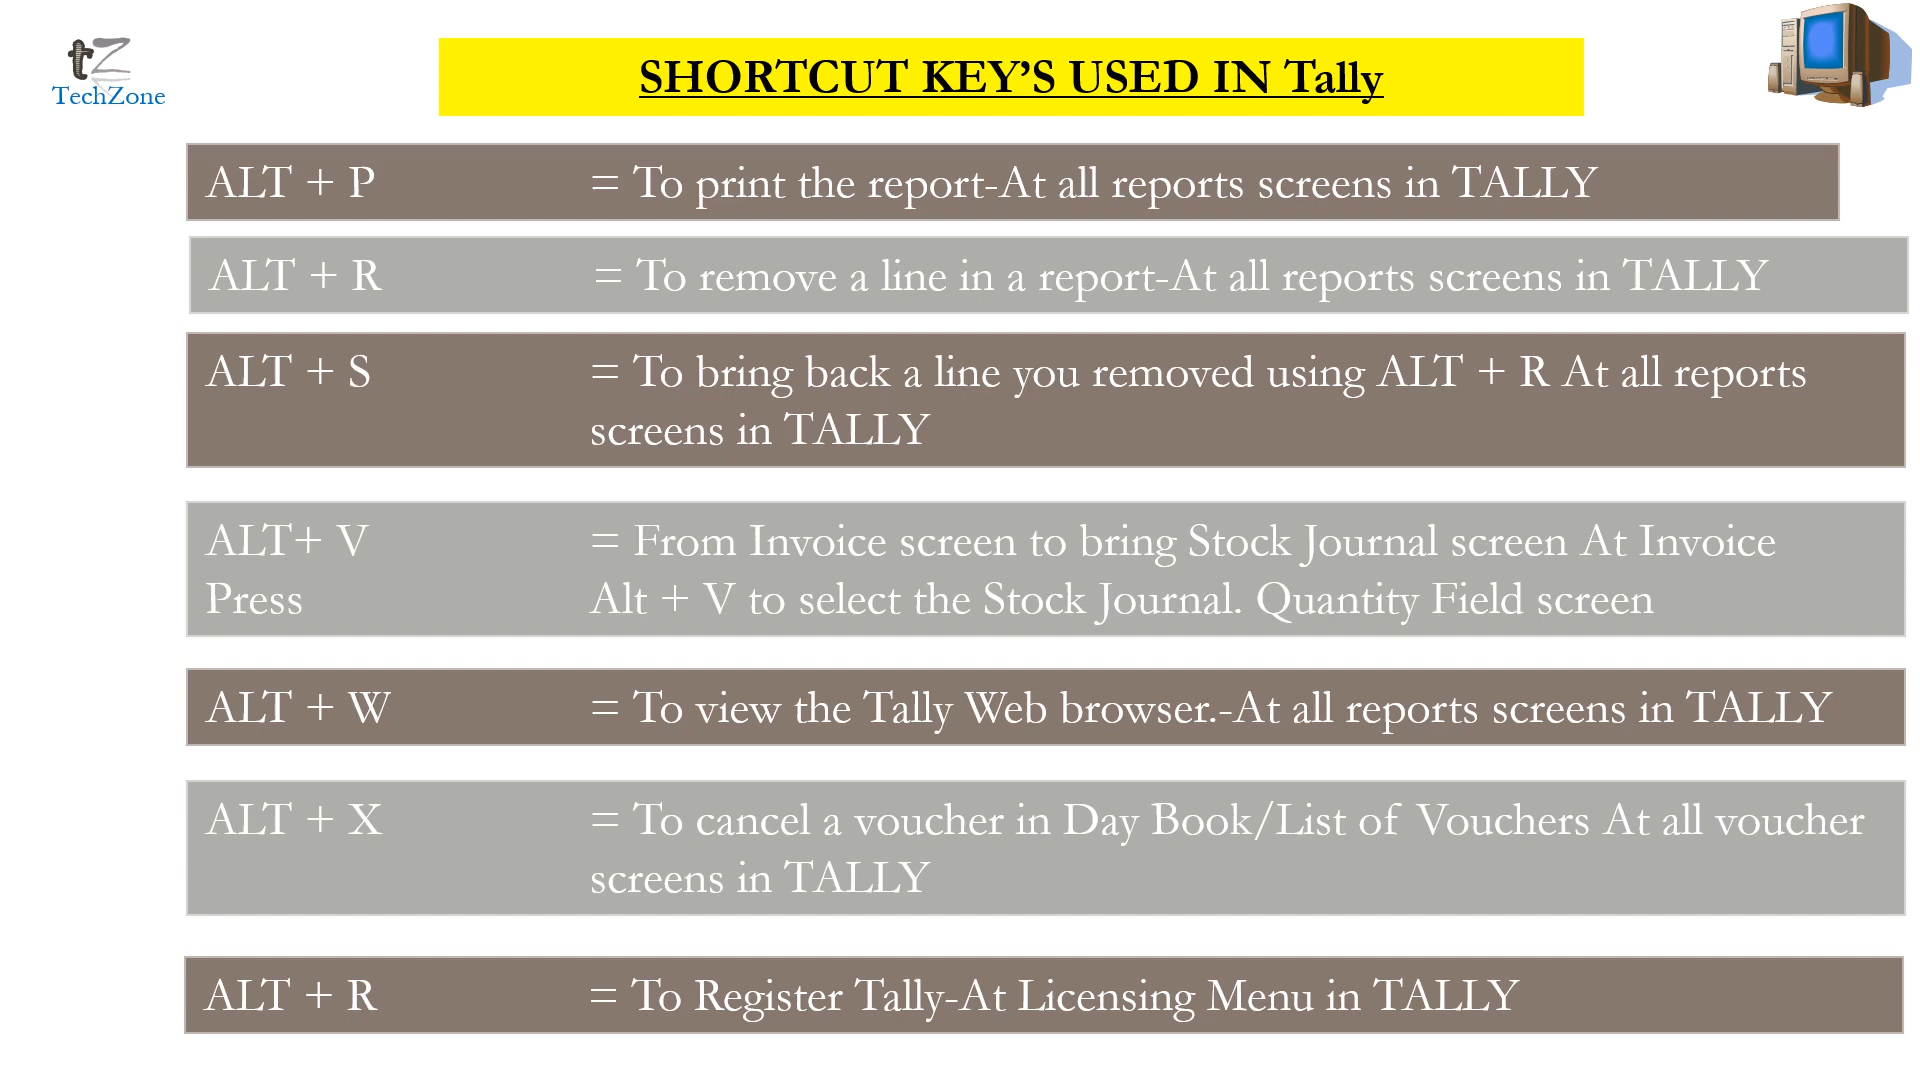 tZ
TechZone
SHORTCUT KEY’S USED IN Tally
ALT + P = To print the report-At all reports screens in TALLY
ALT + R = To remove a line in a report-At all reports screens in TALLY
ALT + S = To bring back a line you removed using ALT + R At all reports
screens in TALLY
ALT+ V = From Invoice screen to bring Stock Journal screen At Invoice
Press Alt + V to select the Stock Journal. Quantity Field screen
ALT + W = To view the Tally Web browser.-At all reports screens in TALLY
ALT + X = To cancel a voucher in Day Book/List of Vouchers At all voucher
screens in TALLY
ALT + R = To Register Tally-At Licensing Menu in TALLY